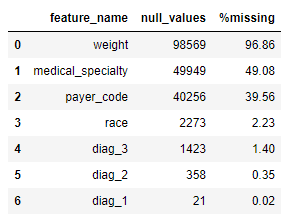 feature_name null_values %missing
0 weight 98569 96.86
1 medical_specialty 49949 49.08
2 payer_code 40256 39.56
3 race 2273 2.23
4 diag_3 1423 1.40
5 diag_2 358 0.35
6 diag_1 21 0.02